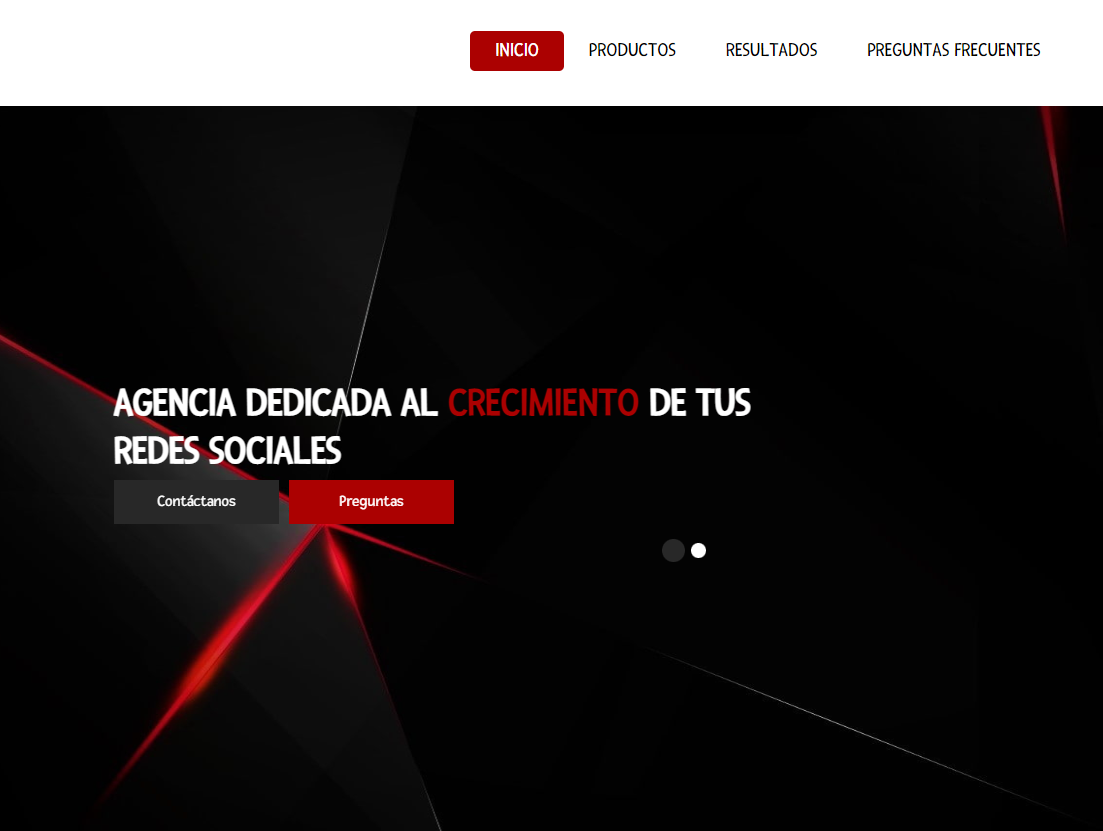 INICIO PRODUCTOS RESULTADOS PREGUNTAS FRECUENTES
AGENCIA DEDICADA AL CRECIMIENTO DE TUS
REDES SOCIALES
Contáctanos Preguntas